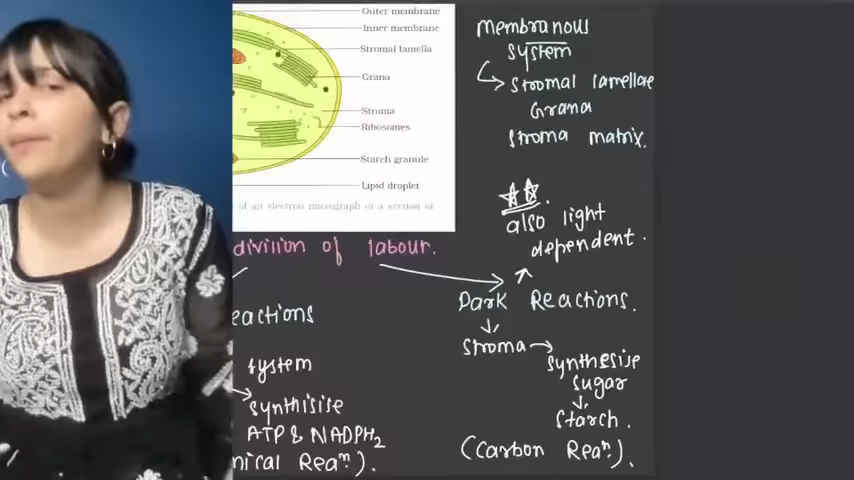 Outer membrane
Inner membrane
Stromal lamella
Grana
Stroma
Ribosomes
Starch granule
Lipid droplet
of an electron micrograph of a section of
membranous
system
stromal lamellae
Grana
stroma matrix.
also light
dependent.
division of labour.
eactions
system
synthisise
ATP & NADPH₂
nical Reaⁿ.).
Dark Reactions.
stroma
synthesise
sugar
starch.
(Carbon Reaⁿ.).